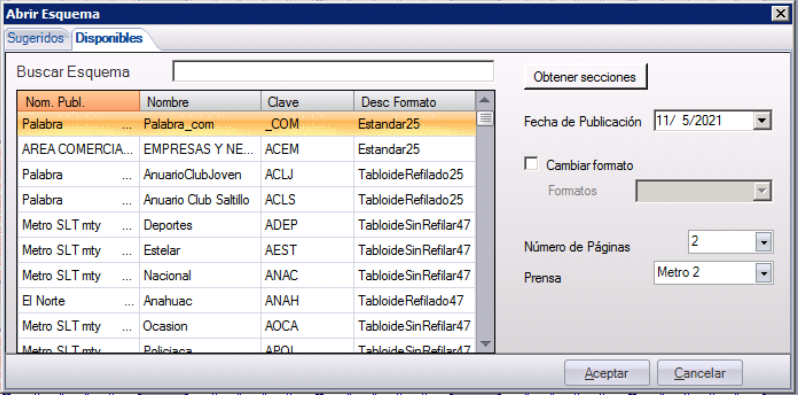 Abrir Esquema
Sugeridos Disponibles
Buscar Esquema
Obtener secciones
Nom. Publ. Nombre Clave Desc Formato
Palabra ... Palabra_com _COM Estandar25
AREA COMERCIA... EMPRESAS Y NE... ACEM Estandar25
Palabra ... AnuarioClubJoven ACLJ TabloideRefilado25
Palabra ... Anuario Club Saltillo ACLS TabloideRefilado25
Metro SLT mty ... Deportes ADEP TabloideSinRefilar47
Metro SLT mty ... Estelar AEST TabloideSinRefilar47
Metro SLT mty ... Nacional ANAC TabloideSinRefilar47
El Norte ... Anahuac ANAH TabloideRefilado47
Metro SLT mty ... Ocasion AOCA TabloideSinRefilar47
Metro SLT mty ... Policiaca APOL TabloideSinRefilar47
Fecha de Publicación 11/ 5/2021
Cambiar formato
Formatos
Número de Páginas 2
Prensa Metro 2
Aceptar Cancelar